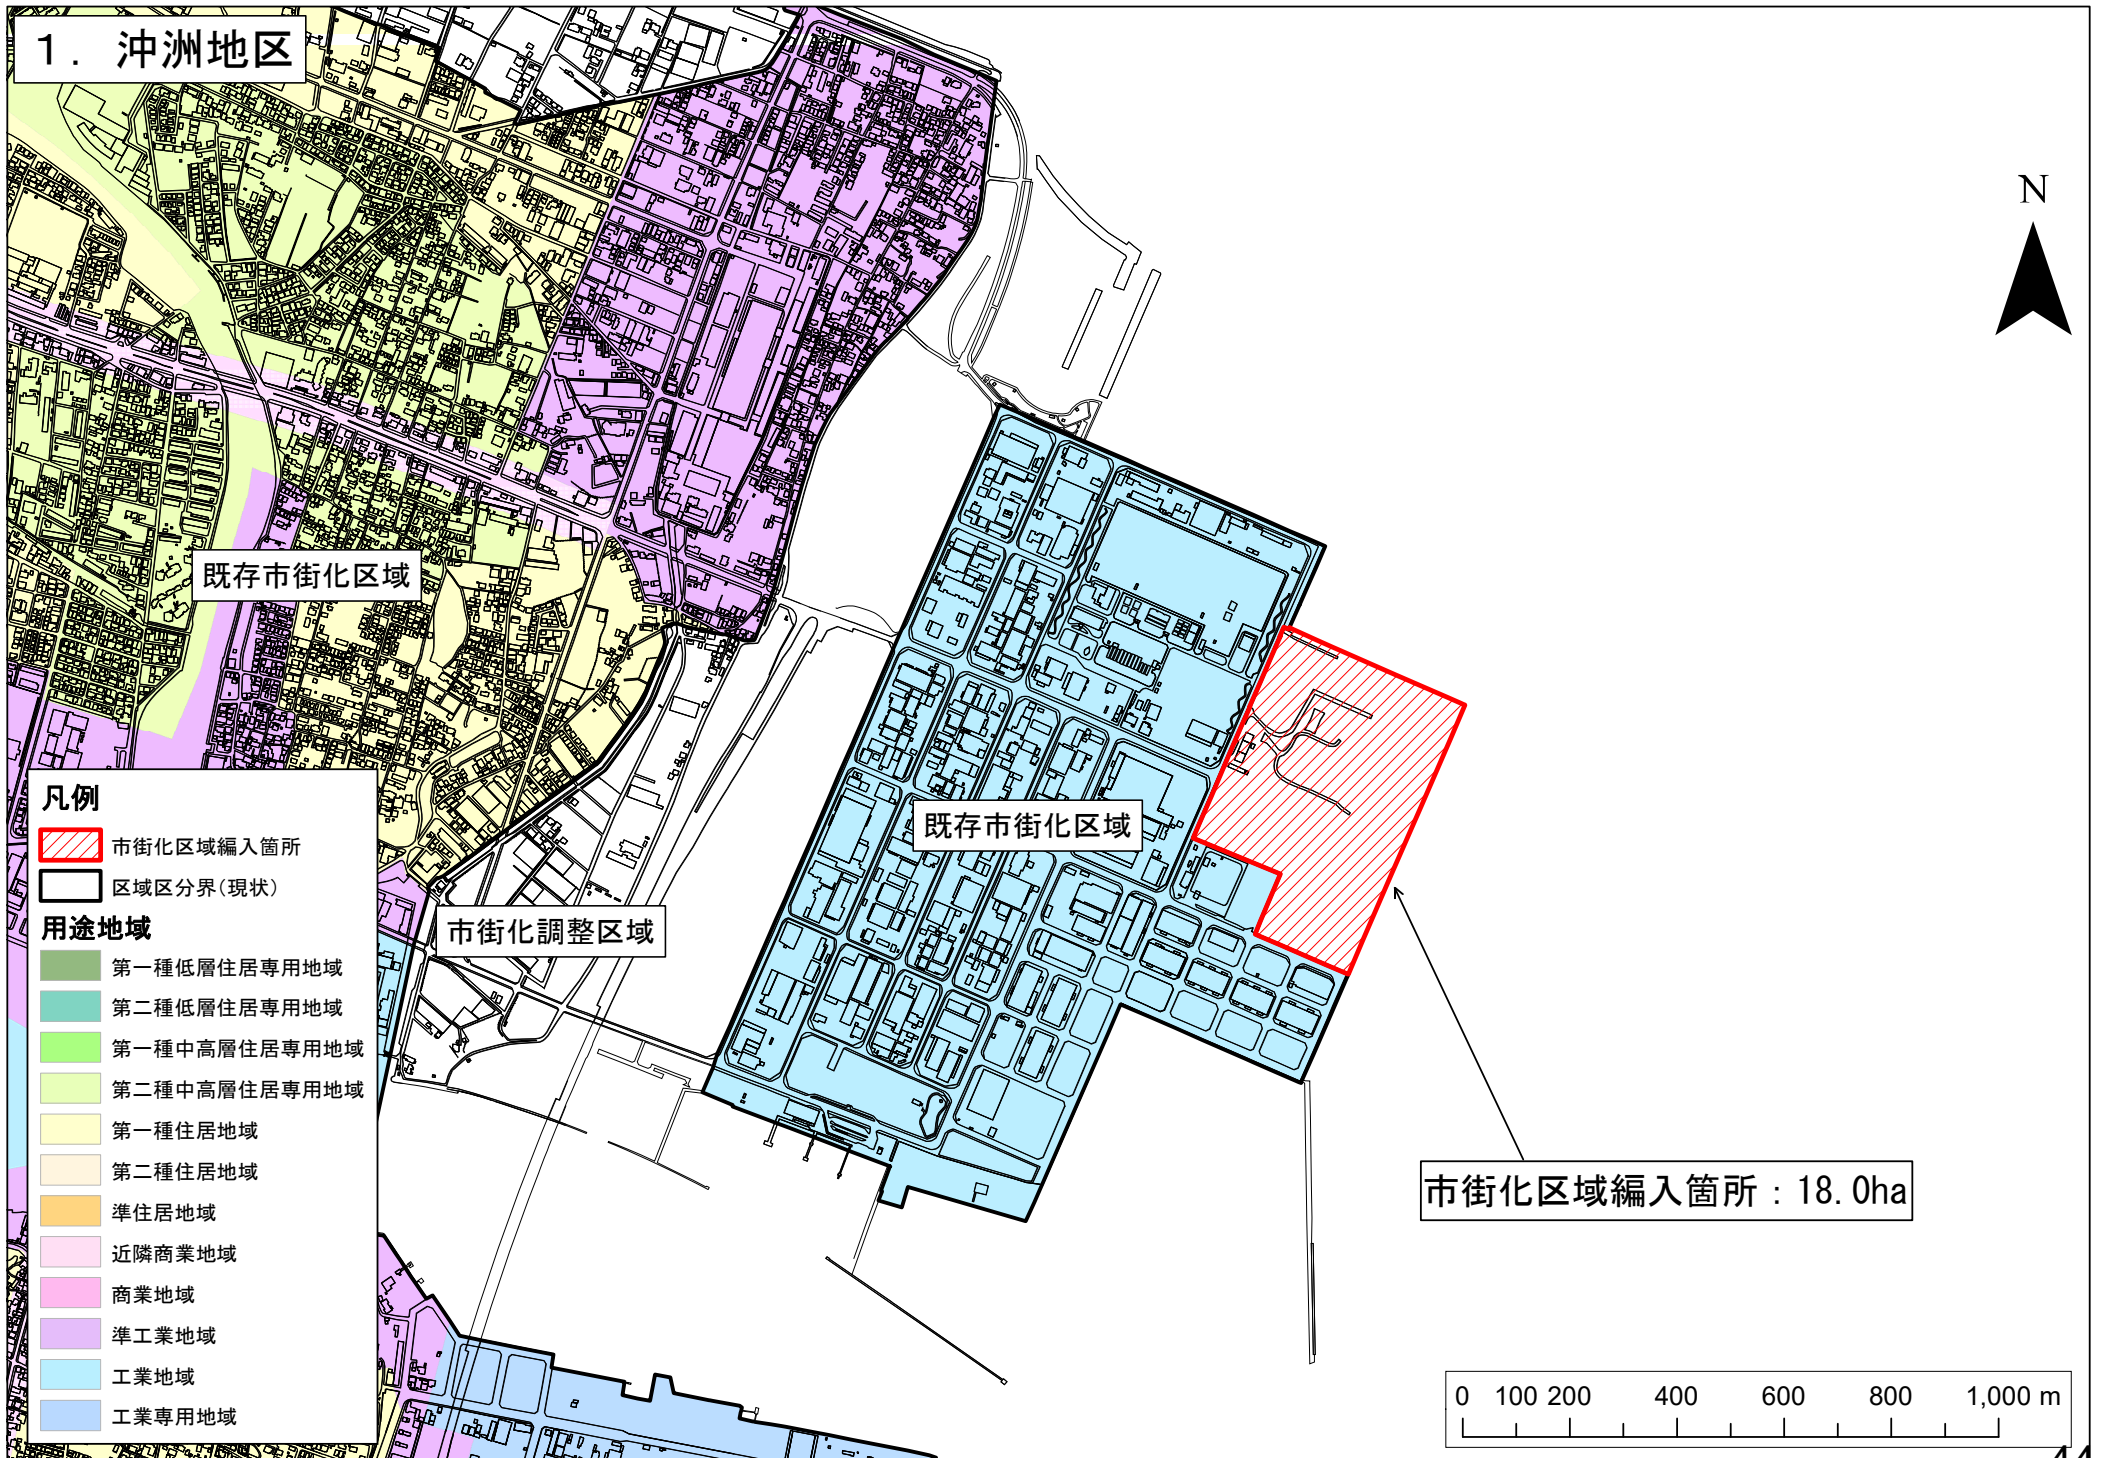 1. 沖洲地区
N
既存市街化区域
既存市街化区域
市街化調整区域
凡例
市街化区域編入箇所
区域区分界(現状)
用途地域
第一種低層住居専用地域
第二種低層住居専用地域
第一種中高層住居専用地域
第二種中高層住居専用地域
第一種住居地域
第二種住居地域
準住居地域
近隣商業地域
商業地域
準工業地域
工業地域
工業専用地域
市街化区域編入箇所：18.0ha
0 100 200 400 600 800 1,000 m